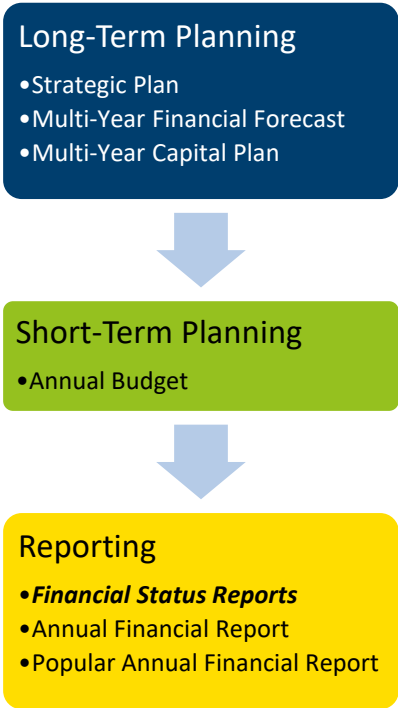 Long-Term Planning
•Strategic Plan
•Multi-Year Financial Forecast
•Multi-Year Capital Plan
Short-Term Planning
•Annual Budget
Reporting
•Financial Status Reports
•Annual Financial Report
•Popular Annual Financial Report